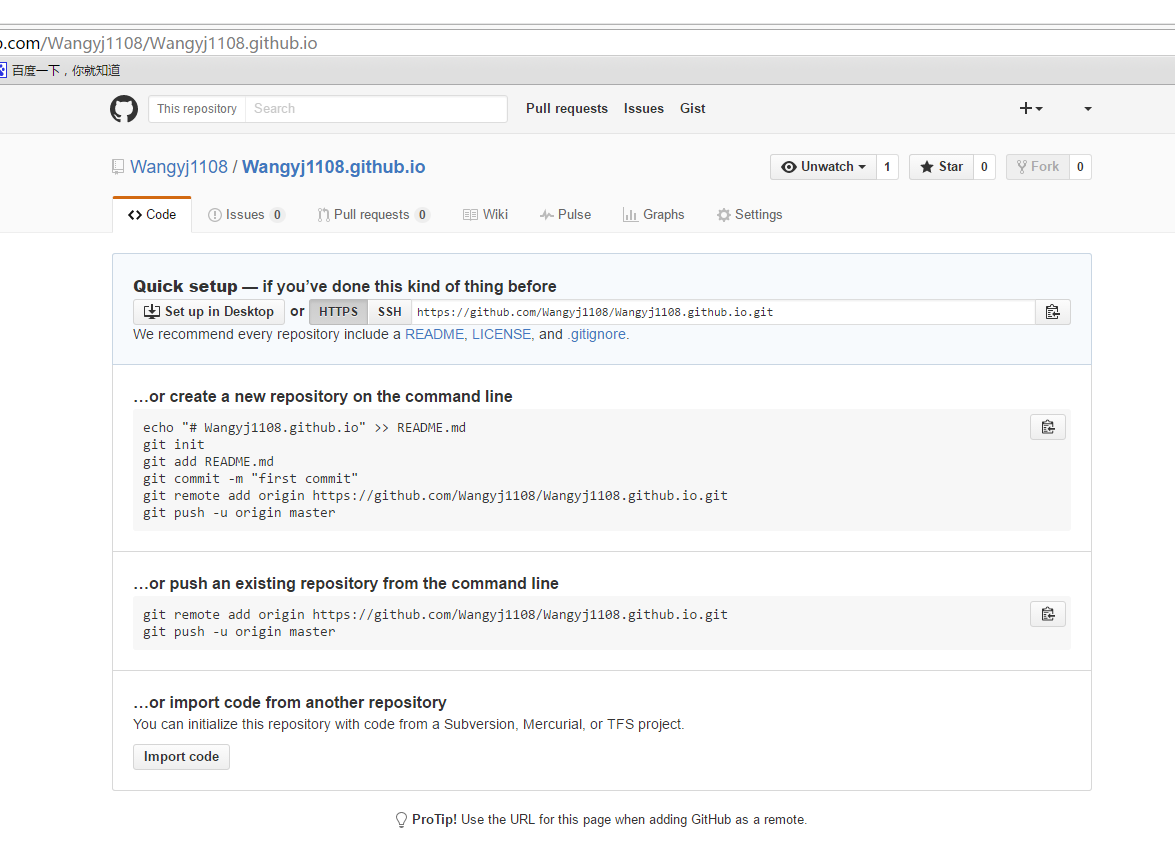 .com/Wangyj1108/Wangyj1108.github.io
百度一下，你就知道
This repository Search Pull requests Issues Gist
Wangyj1108 / Wangyj1108.github.io Unwatch 1 Star 0 Fork 0
Code Issues 0 Pull requests 0 Wiki Pulse Graphs Settings
Quick setup — if you’ve done this kind of thing before
Set up in Desktop or HTTPS SSH https://github.com/Wangyj1108/Wangyj1108.github.io.git
We recommend every repository include a README, LICENSE, and .gitignore.
…or create a new repository on the command line
echo "# Wangyj1108.github.io" >> README.md
git init
git add README.md
git commit -m "first commit"
git remote add origin https://github.com/Wangyj1108/Wangyj1108.github.io.git
git push -u origin master
…or push an existing repository from the command line
git remote add origin https://github.com/Wangyj1108/Wangyj1108.github.io.git
git push -u origin master
…or import code from another repository
You can initialize this repository with code from a Subversion, Mercurial, or TFS project.
Import code
ProTip! Use the URL for this page when adding GitHub as a remote.